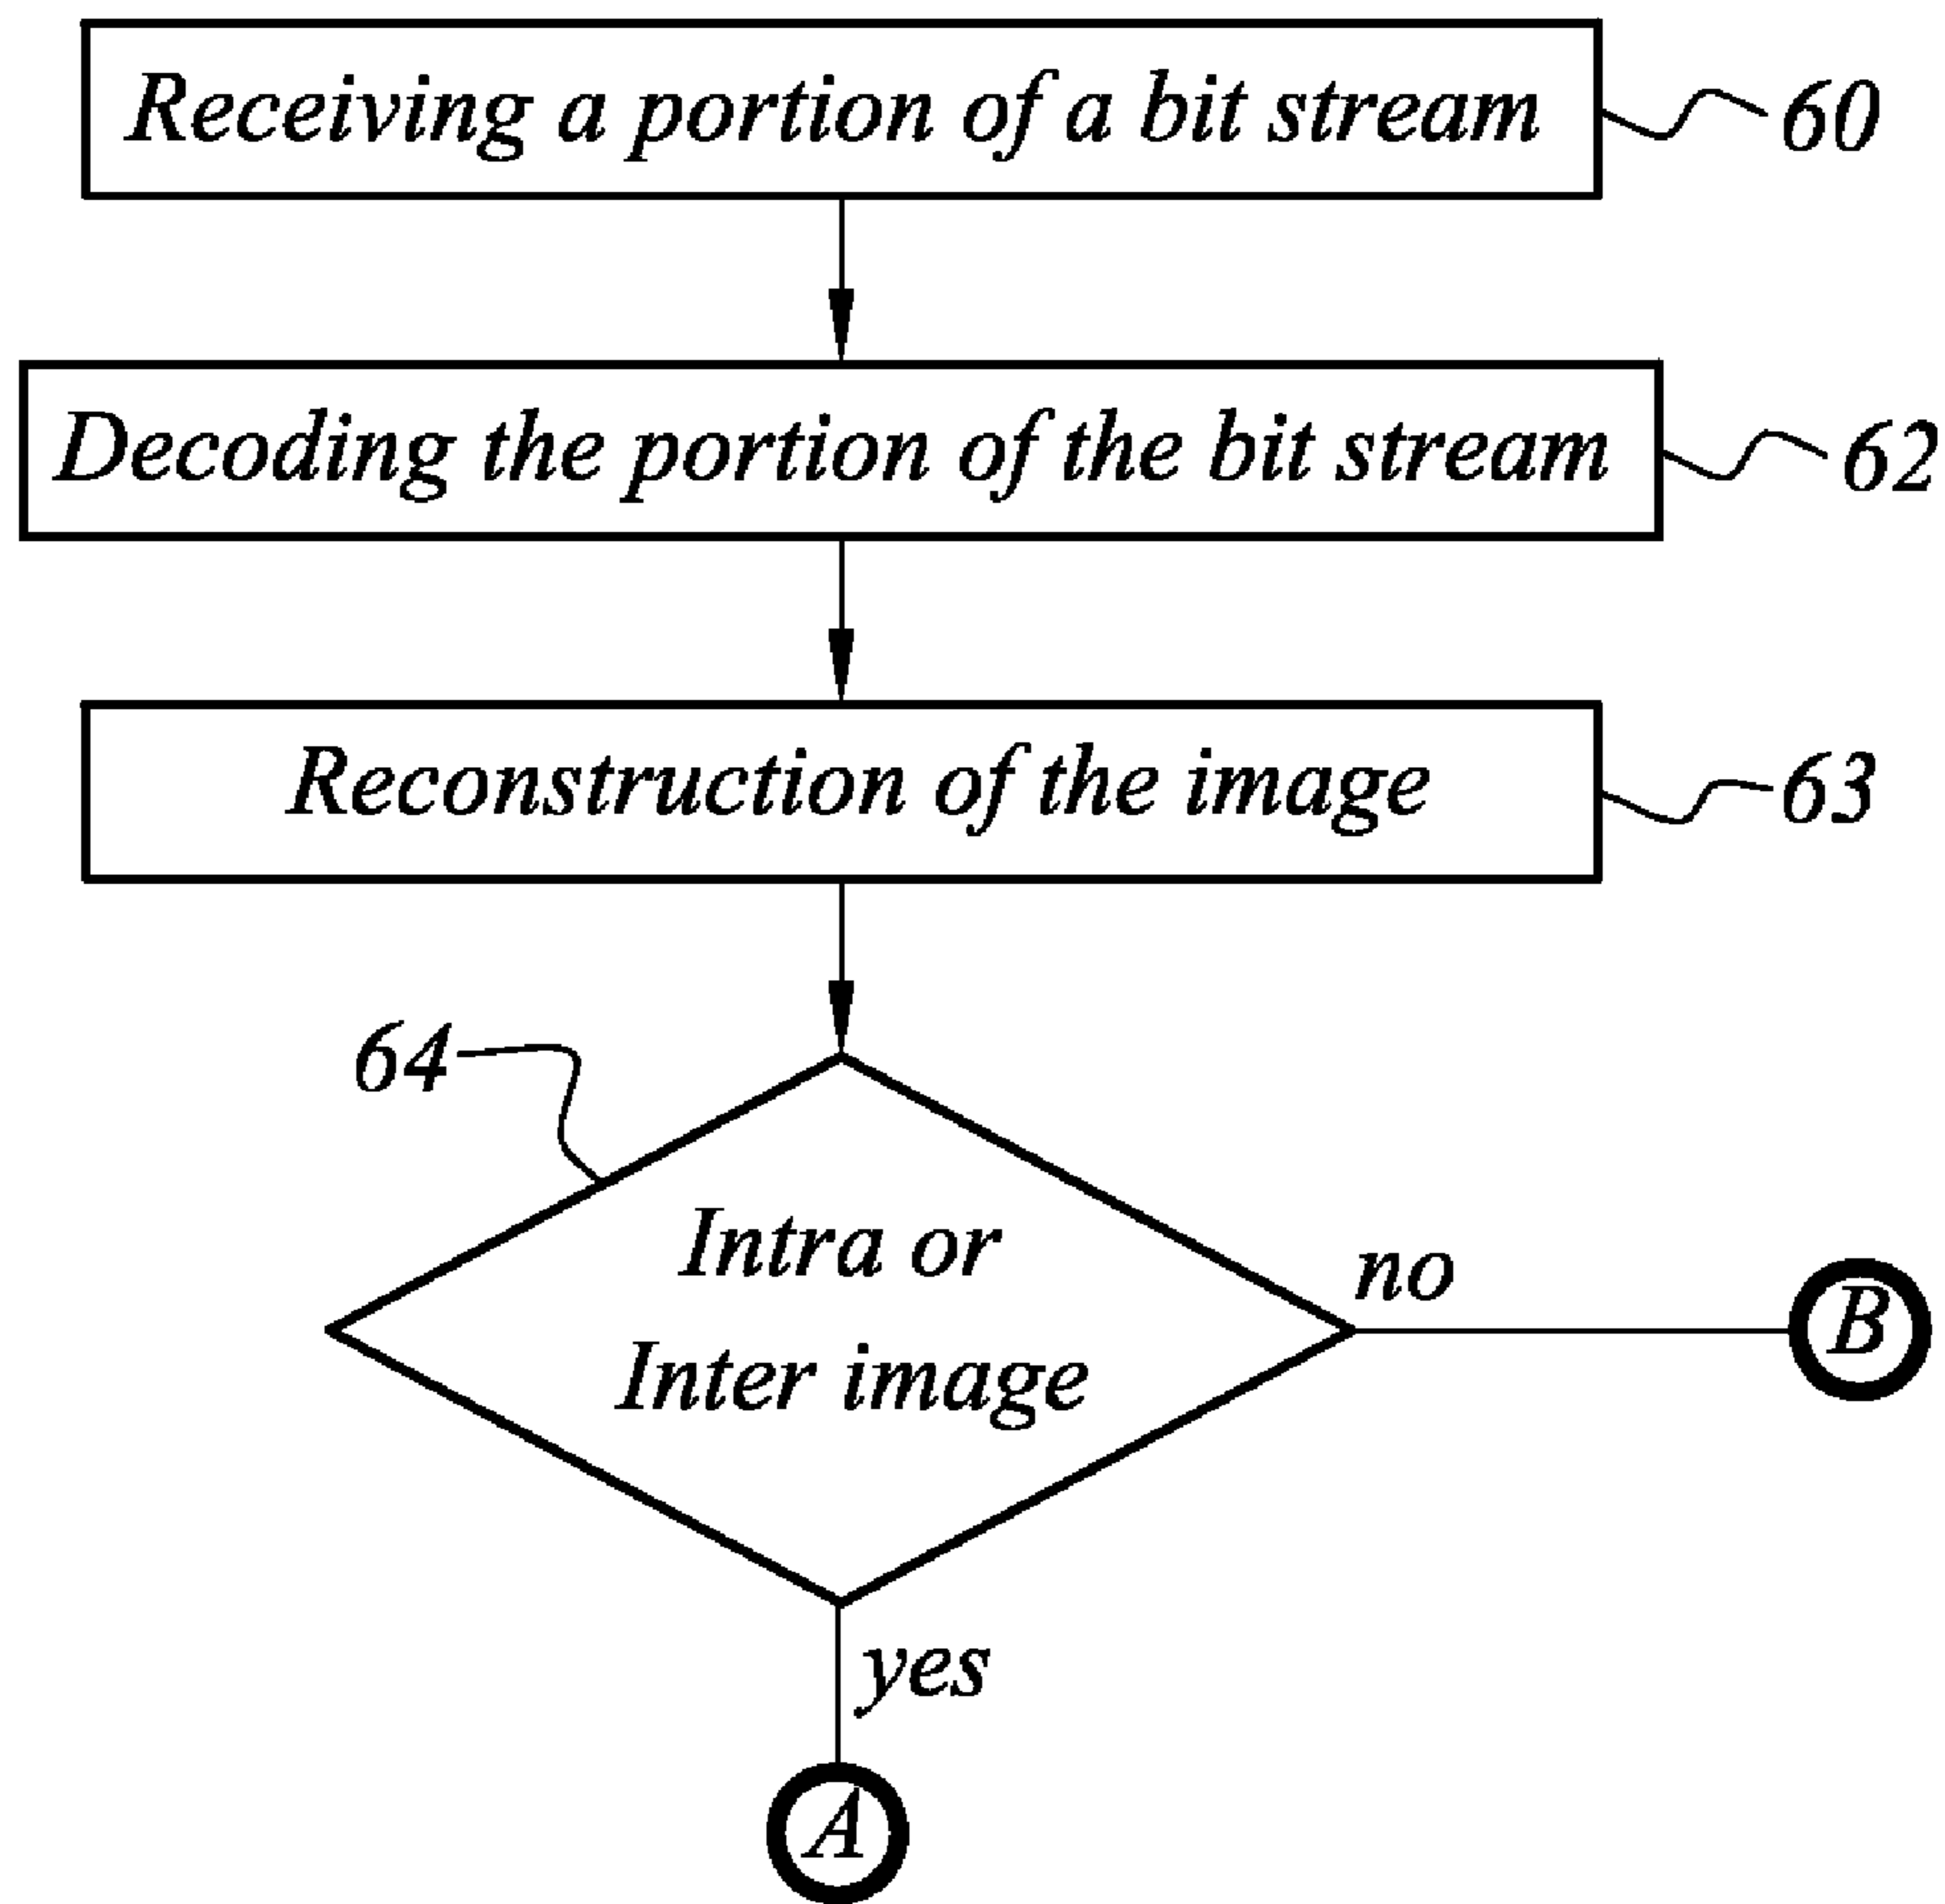 Receiving a portion of a bit stream
60
Decoding the portion of the bit stream
62
Reconstruction of the image
63
64
Intra or
Inter image
no
B
yes
A